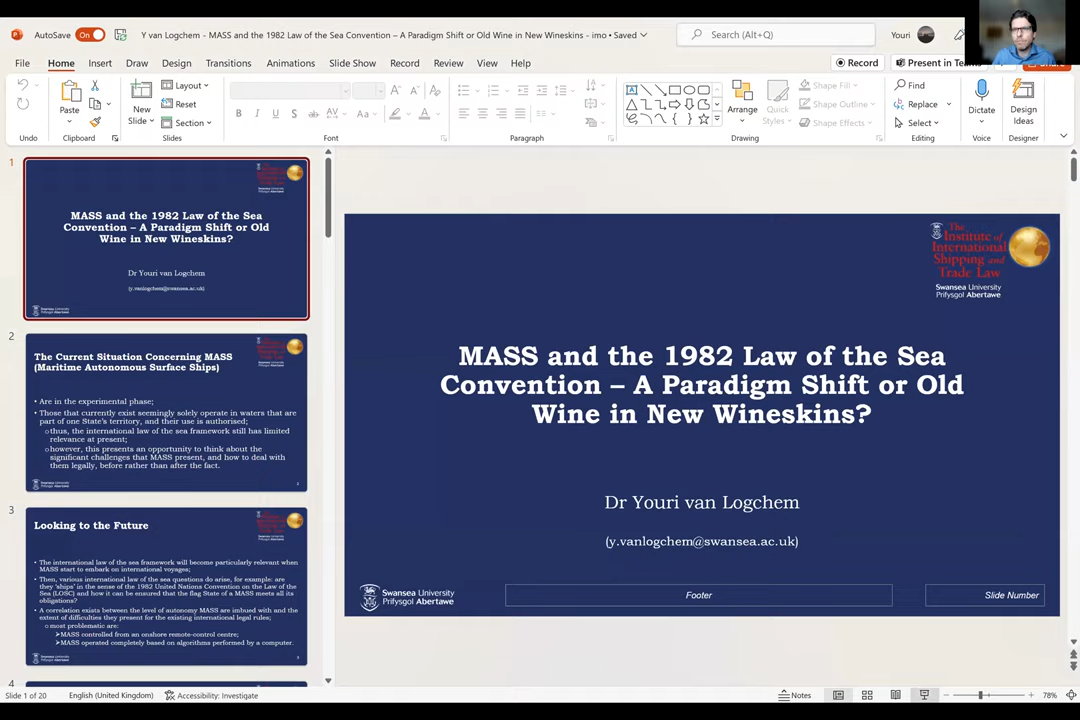 AutoSave On Y van Logchem - MASS and the 1982 Law of the Sea Convention – A Paradigm Shift or Old Wine in New Wineskins - imo • Saved Search (Alt+Q) Youri
File Home Insert Draw Design Transitions Animations Slide Show Record Review View Help Record Present in Teams
Paste New Slide Layout Reset Section
B I U S ab AV Aa A
Arrange Quick Styles Shape Fill Shape Outline Shape Effects
Find Replace Select Dictate Design Ideas
Undo Clipboard Slides Font Paragraph Drawing Editing Voice Designer
1
MASS and the 1982 Law of the Sea
Convention – A Paradigm Shift or Old
Wine in New Wineskins?
Dr Youri van Logchem
(y.vanlogchem@swansea.ac.uk)
2
The Current Situation Concerning MASS
(Maritime Autonomous Surface Ships)
• Are in the experimental phase;
• Those that currently exist seemingly solely operate in waters that are
part of one State's territory, and their use is authorised;
o thus, the international law of the sea framework still has limited
relevance at present;
o however, this presents an opportunity to think about the
significant challenges that MASS present, and how to deal with
them legally, before rather than after the fact.
3
Looking to the Future
• The international law of the sea framework will become particularly relevant when
MASS start to embark on international voyages;
• Then, various international law of the sea questions do arise, for example: are
they 'ships' in the sense of the 1982 United Nations Convention on the Law of the
Sea (LOSC) and how it can be ensured that the flag State of a MASS meets all its
obligations?
• A correlation exists between the level of autonomy MASS are imbued with and the
extent of difficulties they present for the existing international legal rules;
o most problematic are:
➢MASS controlled from an onshore remote-control centre;
➢MASS operated completely based on algorithms performed by a computer.
4
The
Institute of
International
Shipping and
Trade Law
Swansea University
Prifysgol Abertawe
MASS and the 1982 Law of the Sea
Convention – A Paradigm Shift or Old
Wine in New Wineskins?
Dr Youri van Logchem
(y.vanlogchem@swansea.ac.uk)
Swansea University
Prifysgol Abertawe
Footer
Slide Number
Slide 1 of 20 English (United Kingdom) Accessibility: Investigate Notes 78%